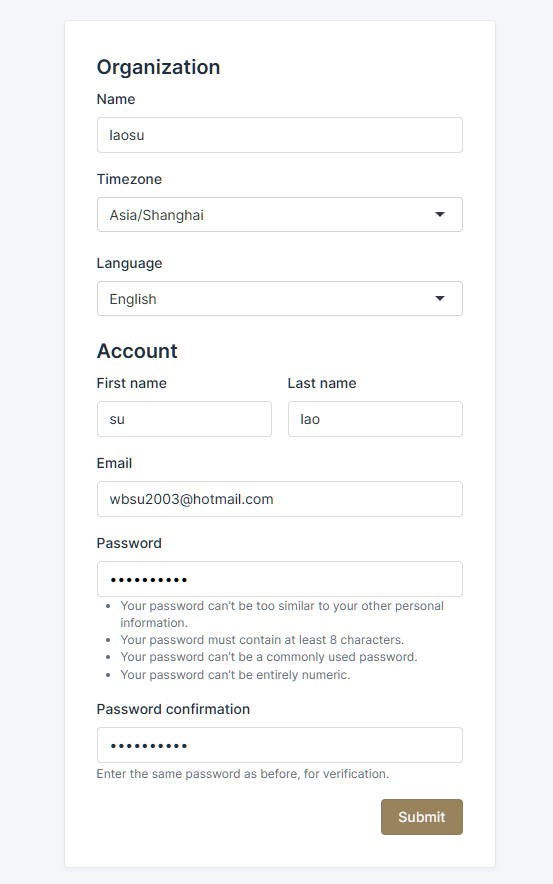 Organization
Name
laosu
Timezone
Asia/Shanghai
Language
English
Account
First name Last name
su lao
Email
wbsu2003@hotmail.com
Password
••••••••••
Your password can't be too similar to your other personal
information.
Your password must contain at least 8 characters.
Your password can't be a commonly used password.
Your password can't be entirely numeric.
Password confirmation
••••••••••
Enter the same password as before, for verification.
Submit